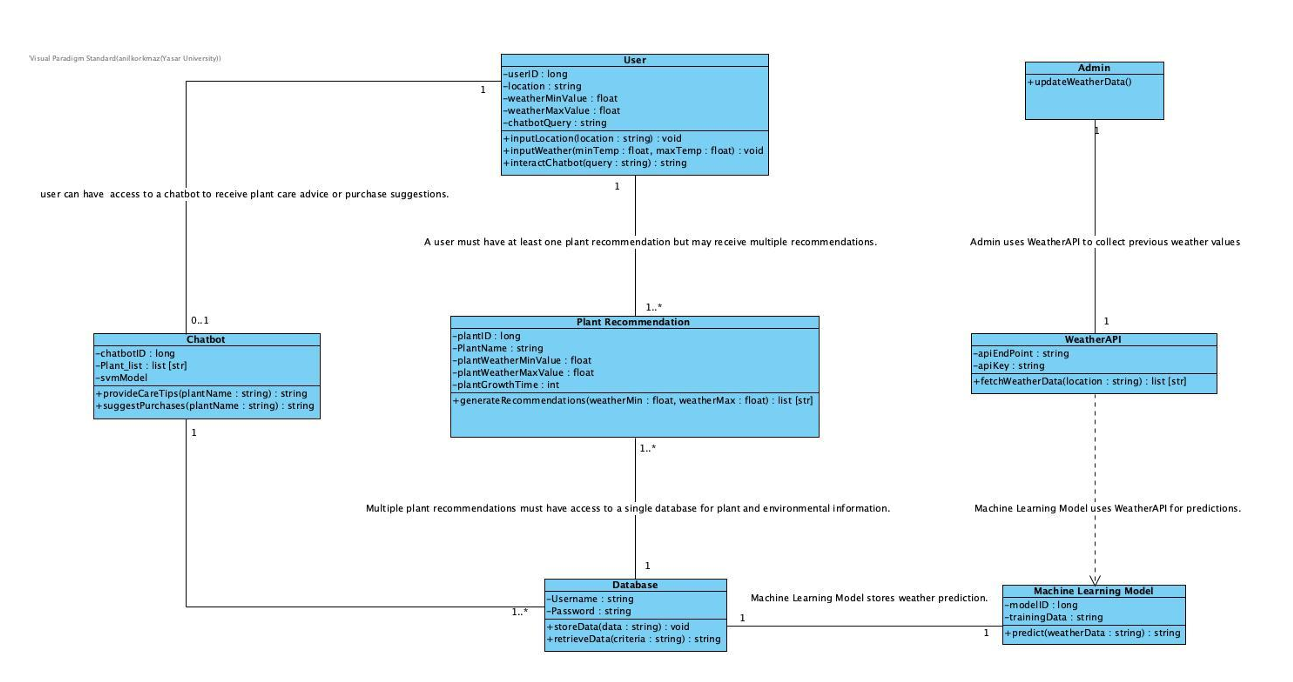 Visual Paradigm Standard(anilkorkmaz(Yasar University))
User
-userID : long
-location : string
-weatherMinValue : float
-weatherMaxValue : float
-chatbotQuery : string
+inputLocation(location : string) : void
+inputWeather(minTemp : float, maxTemp : float) : void
+interactChatbot(query : string) : string
Admin
+updateWeatherData()
1
1
1
user can have access to a chatbot to receive plant care advice or purchase suggestions.
A user must have at least one plant recommendation but may receive multiple recommendations.
Admin uses WeatherAPI to collect previous weather values
0..1
1..*
1
Chatbot
-chatbotID : long
-Plant_list : list [str]
-svmModel
+provideCareTips(plantName : string) : string
+suggestPurchases(plantName : string) : string
Plant Recommendation
-plantID : long
-PlantName : string
-plantWeatherMinValue : float
-plantWeatherMaxValue : float
-plantGrowthTime : int
+generateRecommendations(weatherMin : float, weatherMax : float) : list [str]
WeatherAPI
-apiEndPoint : string
-apiKey : string
+fetchWeatherData(location : string) : list [str]
1
1..*
Multiple plant recommendations must have access to a single database for plant and environmental information.
Machine Learning Model uses WeatherAPI for predictions.
1
1..*
Database
-Username : string
-Password : string
+storeData(data : string) : void
+retrieveData(criteria : string) : string
Machine Learning Model stores weather prediction.
1
1
Machine Learning Model
-modelID : long
-trainingData : string
+predict(weatherData : string) : string